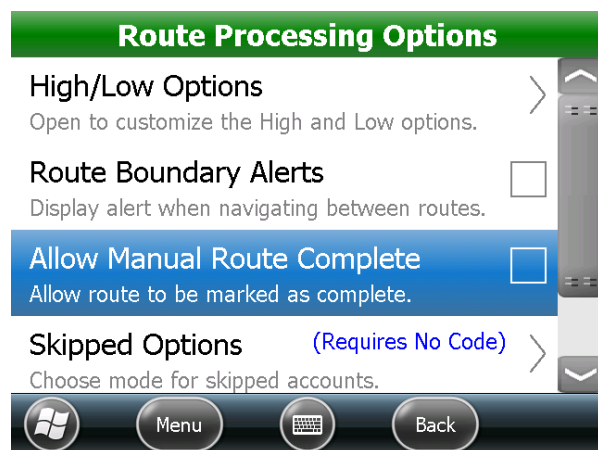 Route Processing Options
High/Low Options
Open to customize the High and Low options.
Route Boundary Alerts
Display alert when navigating between routes.
Allow Manual Route Complete
Allow route to be marked as complete.
Skipped Options (Requires No Code)
Choose mode for skipped accounts.
Menu Back